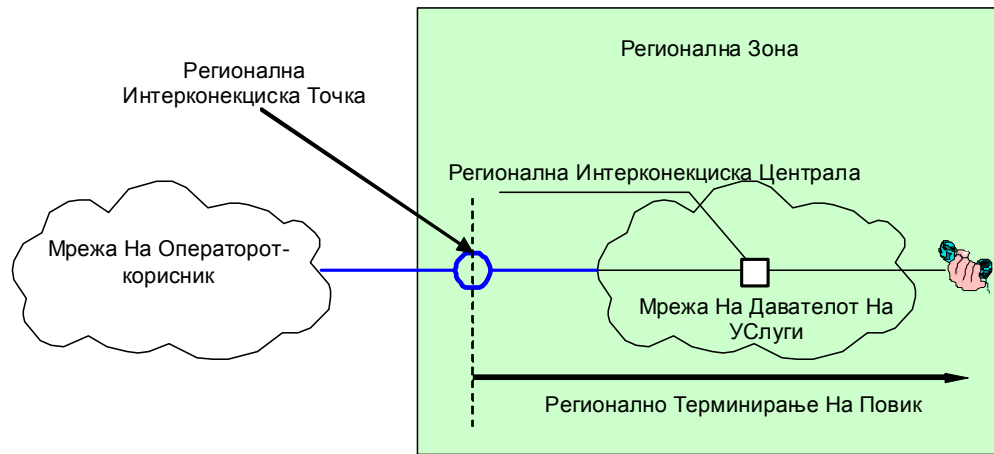 Регионална Зона
Регионална
Интерконекциска Точка
Регионална Интерконекциска Централа
Мрежа На Операторот-
корисник
Мрежа На Давателот На
УСлуги
Регионално Терминирање На Повик